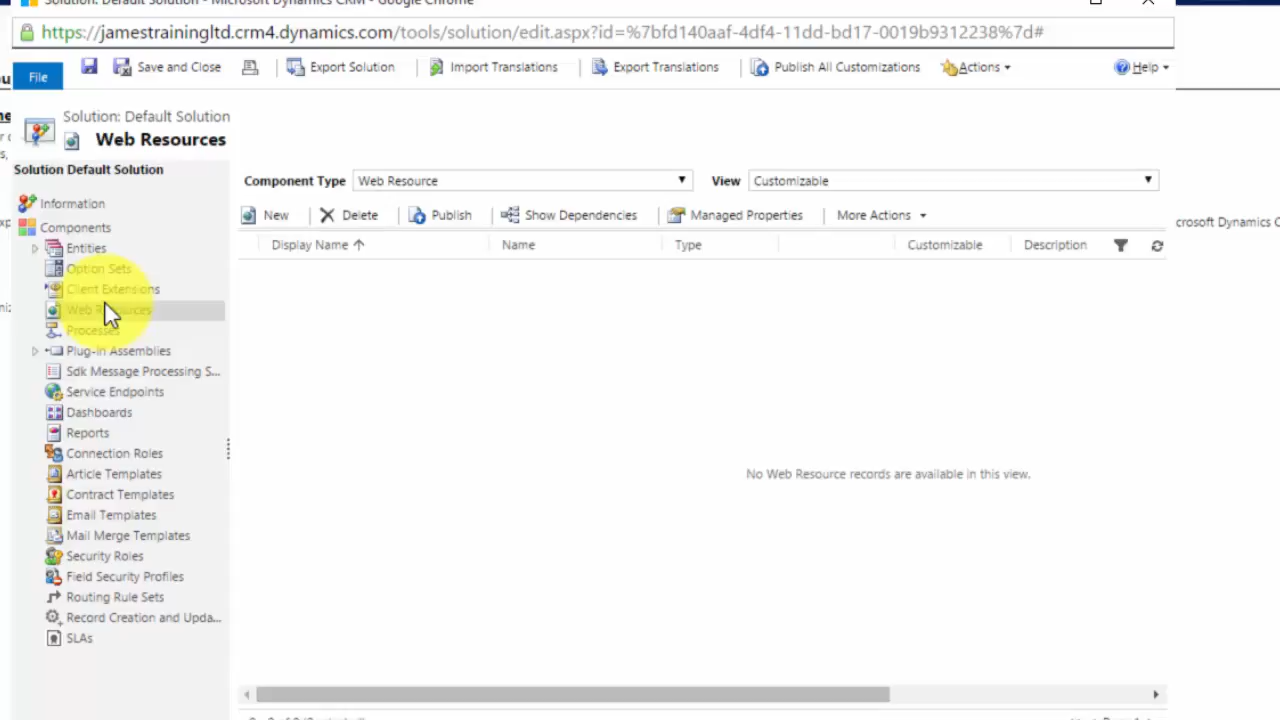 Solution: Default Solution - Microsoft Dynamics CRM - Google Chrome
https://jamestrainingltd.crm4.dynamics.com/tools/solution/edit.aspx?id=%7bfd140aaf-4df4-11dd-bd17-0019b9312238%7d#
File Save and Close Export Solution Import Translations Export Translations Publish All Customizations Actions Help
Solution: Default Solution
Web Resources
Solution Default Solution
Information
Components
Entities
Option Sets
Client Extensions
Web Resources
Processes
Plug-in Assemblies
Sdk Message Processing S...
Service Endpoints
Dashboards
Reports
Connection Roles
Article Templates
Contract Templates
Email Templates
Mail Merge Templates
Security Roles
Field Security Profiles
Routing Rule Sets
Record Creation and Upda...
SLAs
Component Type Web Resource View Customizable
New Delete Publish Show Dependencies Managed Properties More Actions
Display Name Name Type Customizable Description
No Web Resource records are available in this view.
crosoft Dynamics C